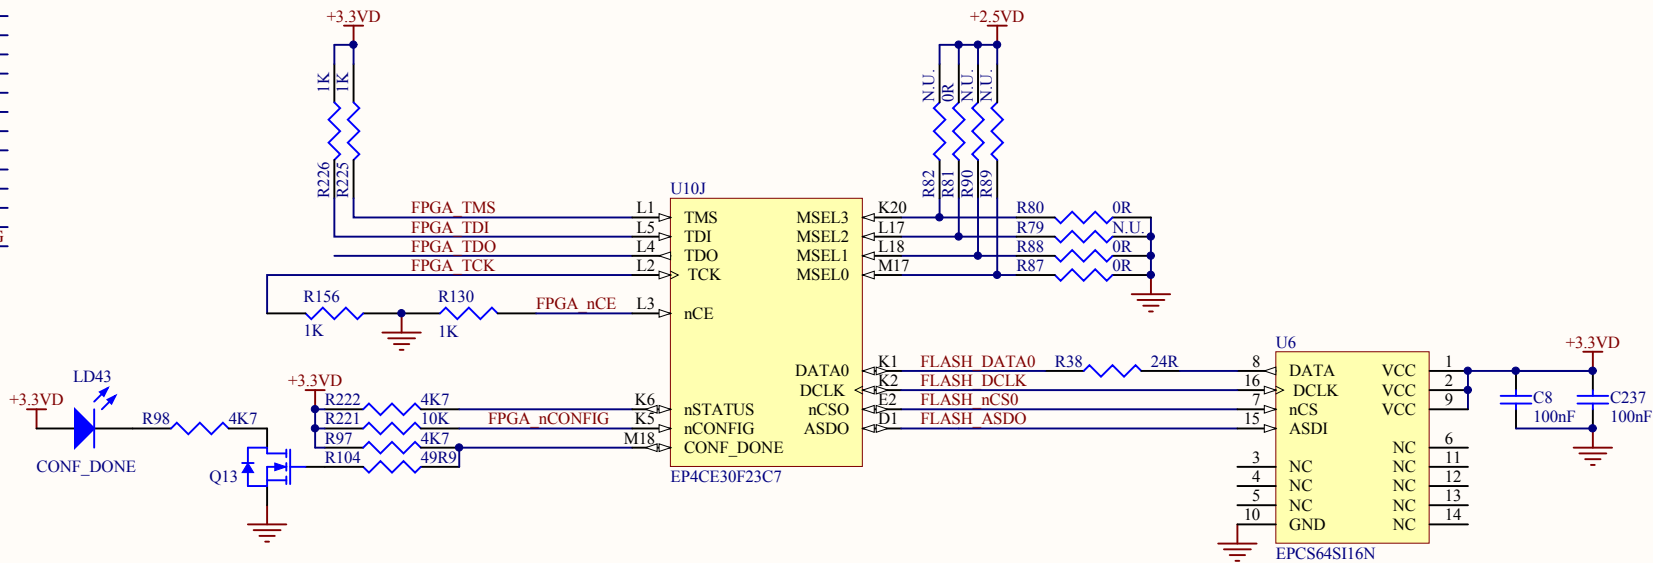 +3.3VD
+2.5VD
1K
1K
R226
R225
N.U.
0R
N.U.
N.U.
R82
R81
R90
R89
U10J
FPGA_TMS L1 TMS MSEL3 K20 R80 0R
FPGA_TDI L5 TDI MSEL2 L17 R79 N.U.
FPGA_TDO L4 TDO MSEL1 L18 R88 0R
FPGA_TCK L2 TCK MSEL0 M17 R87 0R
R156 R130 FPGA_nCE L3 nCE
1K 1K
U6
+3.3VD
DATA0 K1 FLASH_DATA0 R38 24R 8 DATA VCC 1
DCLK K2 FLASH_DCLK 16 DCLK VCC 2
nCSO E2 FLASH_nCS0 7 nCS VCC 9
ASDO D1 FLASH_ASDO 15 ASDI
C8 C237
100nF 100nF
LD43
+3.3VD
+3.3VD
R98 4K7
CONF_DONE
Q13
R222 4K7 K6 nSTATUS
R221 10K FPGA_nCONFIG K5 nCONFIG
R97 4K7 M18 CONF_DONE
R104 49R9
EP4CE30F23C7
NC 6
3 NC NC 11
4 NC NC 12
5 NC NC 13
10 GND NC 14
EPCS64SI16N